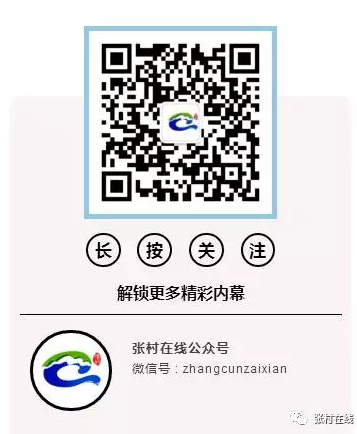 长 按 关 注
解锁更多精彩内幕
张村在线公众号
微信号 : zhangcunzaixian
张村在线